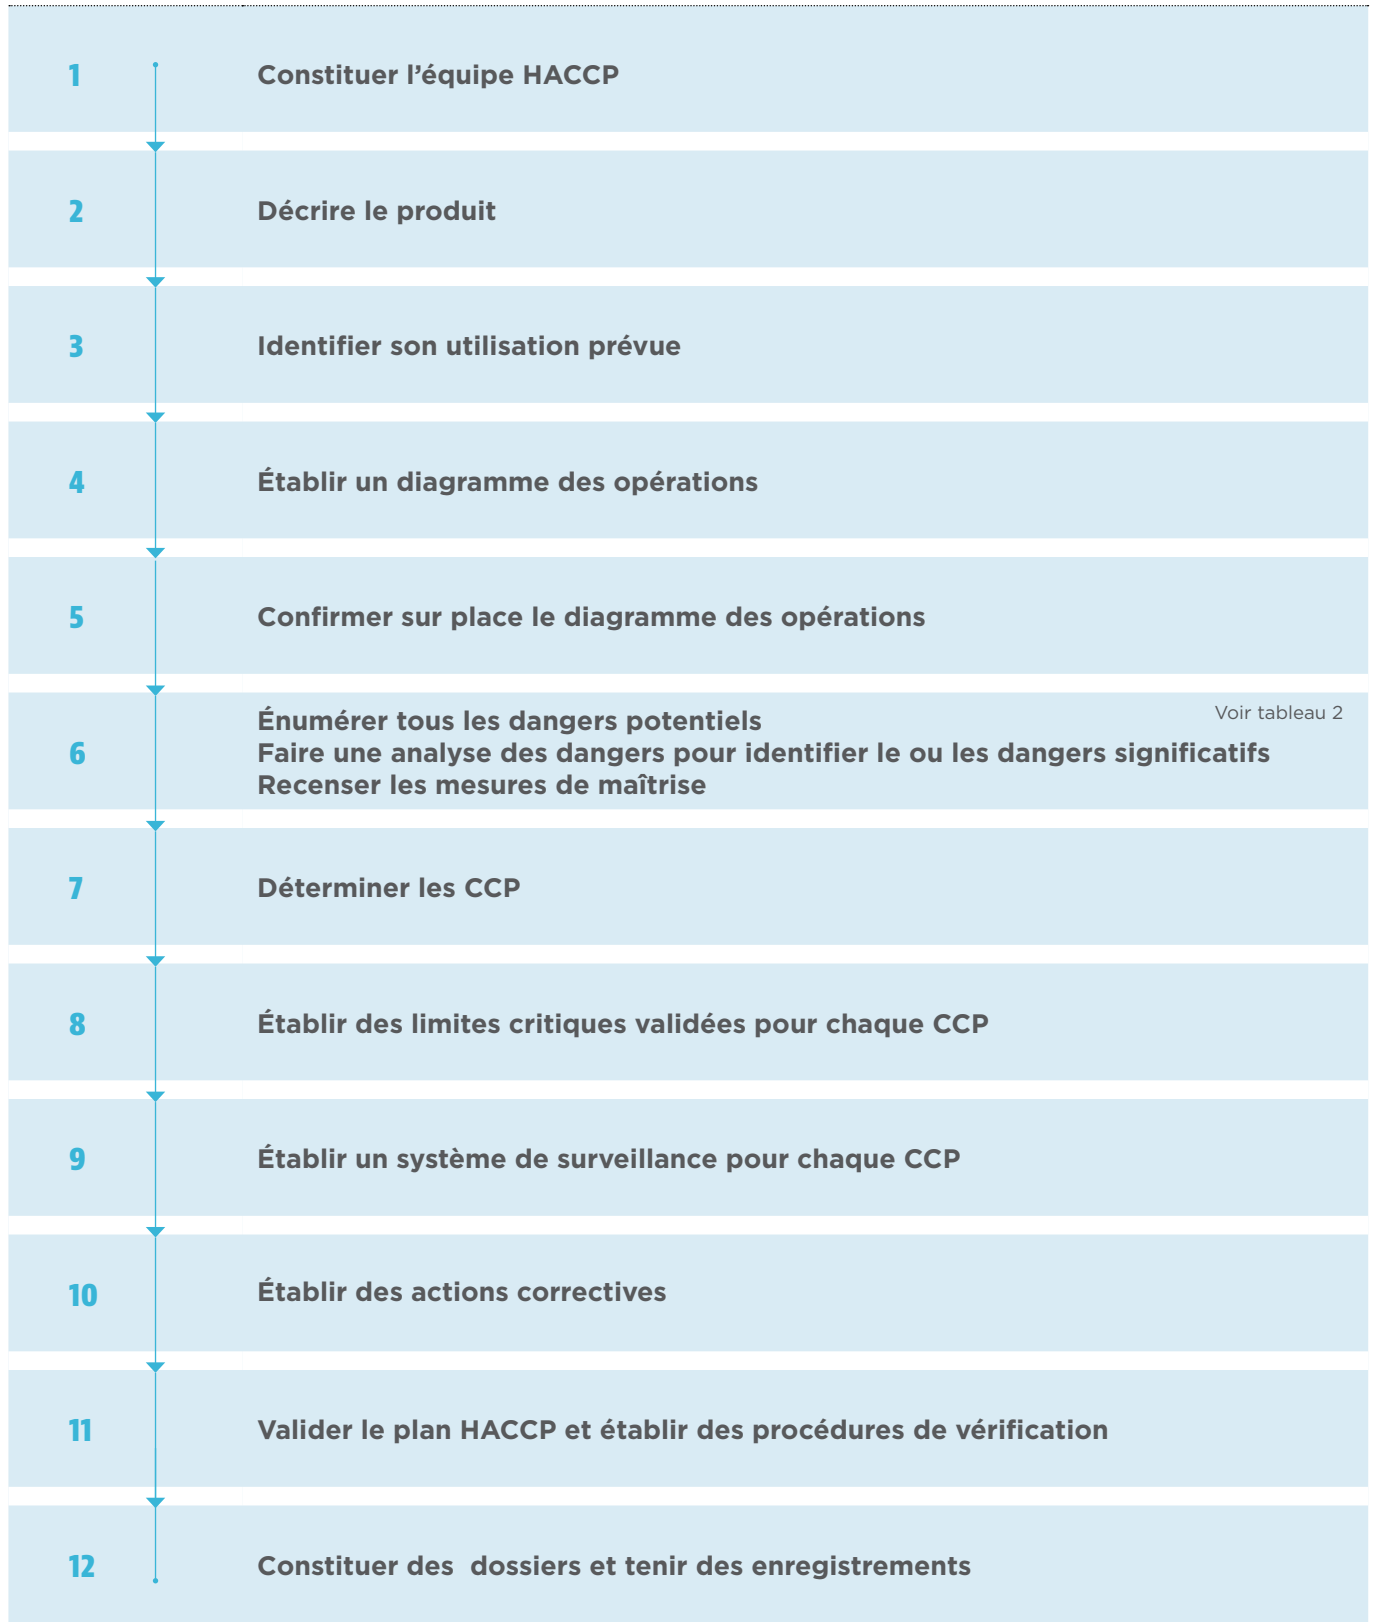 1 Constituer l’équipe HACCP
2 Décrire le produit
3 Identifier son utilisation prévue
4 Établir un diagramme des opérations
5 Confirmer sur place le diagramme des opérations
Voir tableau 2
Énumérer tous les dangers potentiels
6 Faire une analyse des dangers pour identifier le ou les dangers significatifs
Recenser les mesures de maîtrise
7 Déterminer les CCP
8 Établir des limites critiques validées pour chaque CCP
9 Établir un système de surveillance pour chaque CCP
10 Établir des actions correctives
11 Valider le plan HACCP et établir des procédures de vérification
12 Constituer des  dossiers et tenir des enregistrements